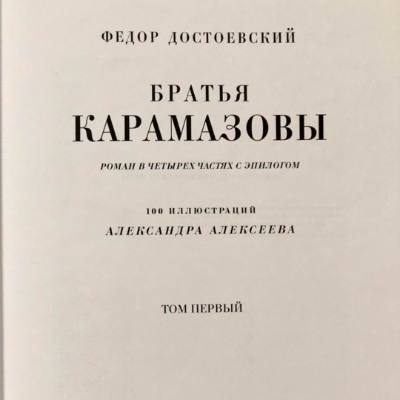 ФЕДОР ДОСТОЕВСКИЙ
БРАТЬЯ
КАРАМАЗОВЫ
РОМАН В ЧЕТЫРЕХ ЧАСТЯХ С ЭПИЛОГОМ
100 ИЛЛЮСТРАЦИЙ
АЛЕКСАНДРА АЛЕКСЕЕВА
ТОМ ПЕРВЫЙ